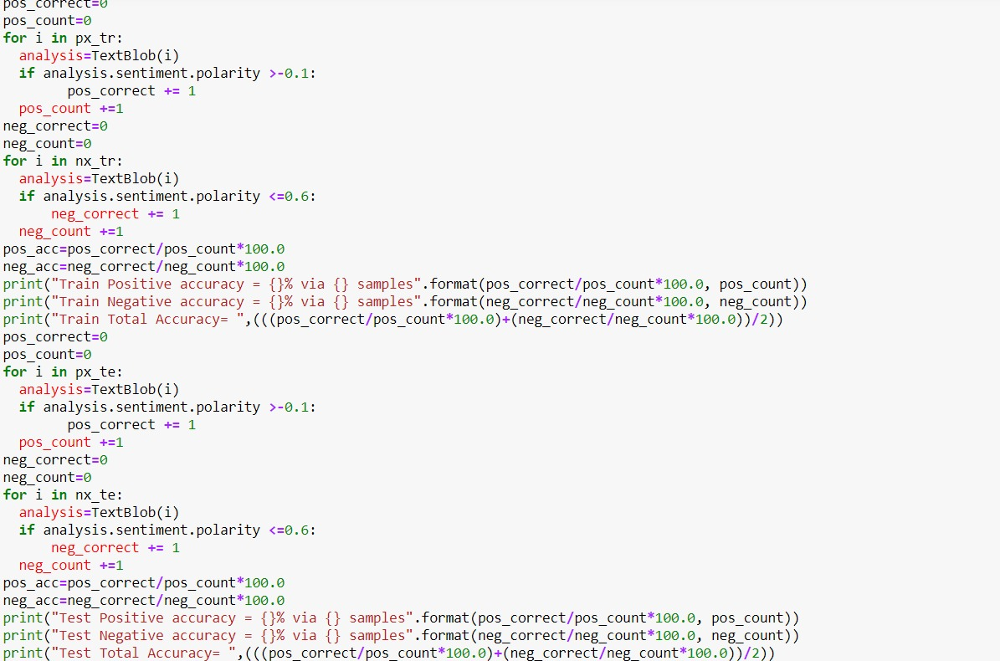 pos_correct=0
pos_count=0
for i in px_tr:
  analysis=TextBlob(i)
  if analysis.sentiment.polarity >-0.1:
        pos_correct += 1
  pos_count +=1
neg_correct=0
neg_count=0
for i in nx_tr:
  analysis=TextBlob(i)
  if analysis.sentiment.polarity <=0.6:
      neg_correct += 1
  neg_count +=1
pos_acc=pos_correct/pos_count*100.0
neg_acc=neg_correct/neg_count*100.0
print("Train Positive accuracy = {}% via {} samples".format(pos_correct/pos_count*100.0, pos_count))
print("Train Negative accuracy = {}% via {} samples".format(neg_correct/neg_count*100.0, neg_count))
print("Train Total Accuracy= ",(((pos_correct/pos_count*100.0)+(neg_correct/neg_count*100.0))/2))
pos_correct=0
pos_count=0
for i in px_te:
  analysis=TextBlob(i)
  if analysis.sentiment.polarity >-0.1:
        pos_correct += 1
  pos_count +=1
neg_correct=0
neg_count=0
for i in nx_te:
  analysis=TextBlob(i)
  if analysis.sentiment.polarity <=0.6:
      neg_correct += 1
  neg_count +=1
pos_acc=pos_correct/pos_count*100.0
neg_acc=neg_correct/neg_count*100.0
print("Test Positive accuracy = {}% via {} samples".format(pos_correct/pos_count*100.0, pos_count))
print("Test Negative accuracy = {}% via {} samples".format(neg_correct/neg_count*100.0, neg_count))
print("Test Total Accuracy= ",(((pos_correct/pos_count*100.0)+(neg_correct/neg_count*100.0))/2))